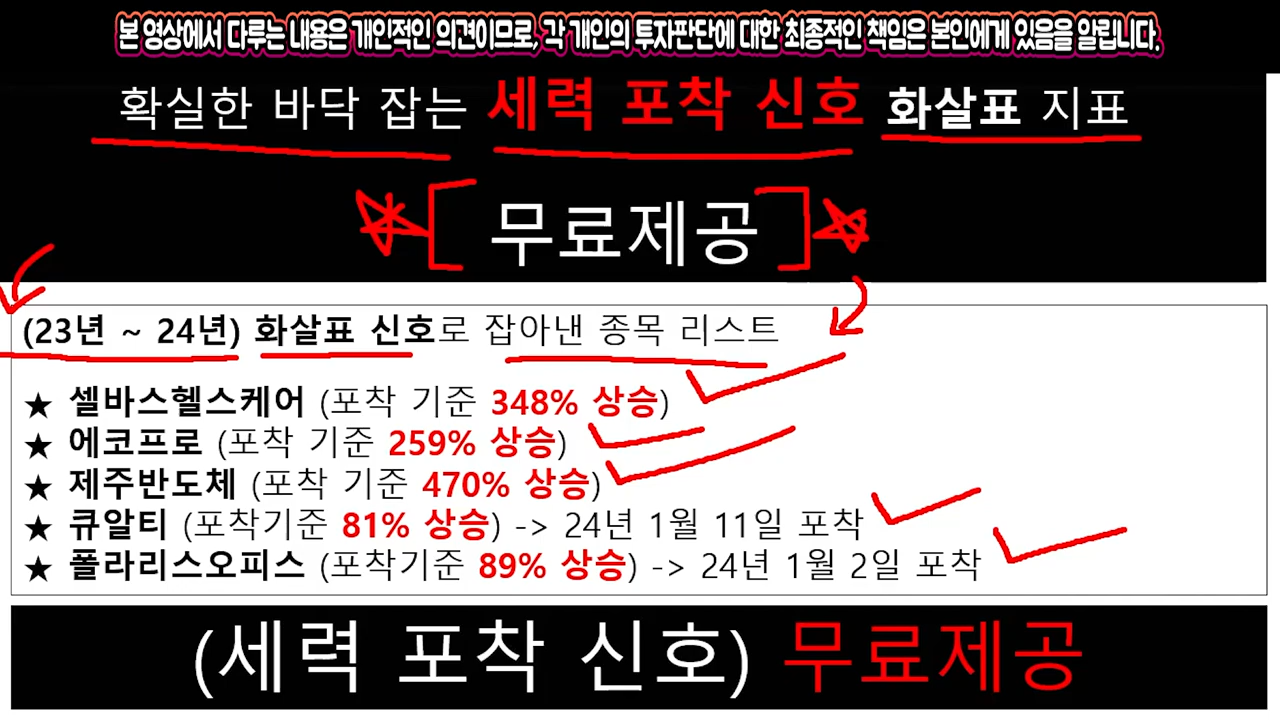 본 영상에서 다루는 내용은 개인적인 의견이므로, 각 개인의 투자판단에 대한 최종적인 책임은 본인에게 있음을 알립니다.
확실한 바닥 잡는 세력 포착 신호 화살표 지표
[무료제공]
(23년 ~ 24년) 화살표 신호로 잡아낸 종목 리스트
★ 셀바스헬스케어 (포착 기준 348% 상승)
★ 에코프로 (포착 기준 259% 상승)
★ 제주반도체 (포착 기준 470% 상승)
★ 큐알티 (포착기준 81% 상승) -> 24년 1월 11일 포착
★ 폴라리스오피스 (포착기준 89% 상승) -> 24년 1월 2일 포착
(세력 포착 신호) 무료제공